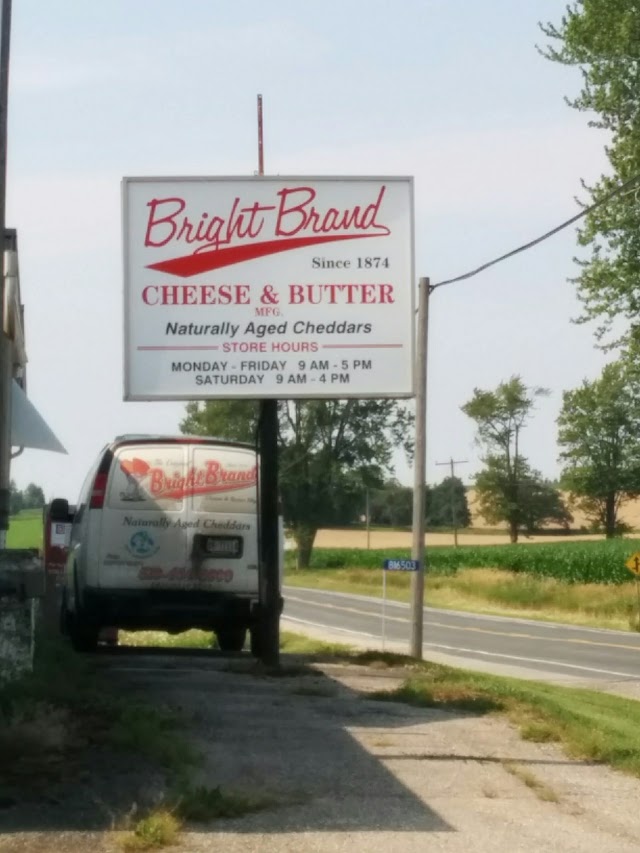 Bright Brand
Since 1874
CHEESE & BUTTER
MFG.
Naturally Aged Cheddars
STORE HOURS
MONDAY - FRIDAY 9 AM - 5 PM
SATURDAY 9 AM - 4 PM
Bright Brand
Naturally Aged Cheddars
816503